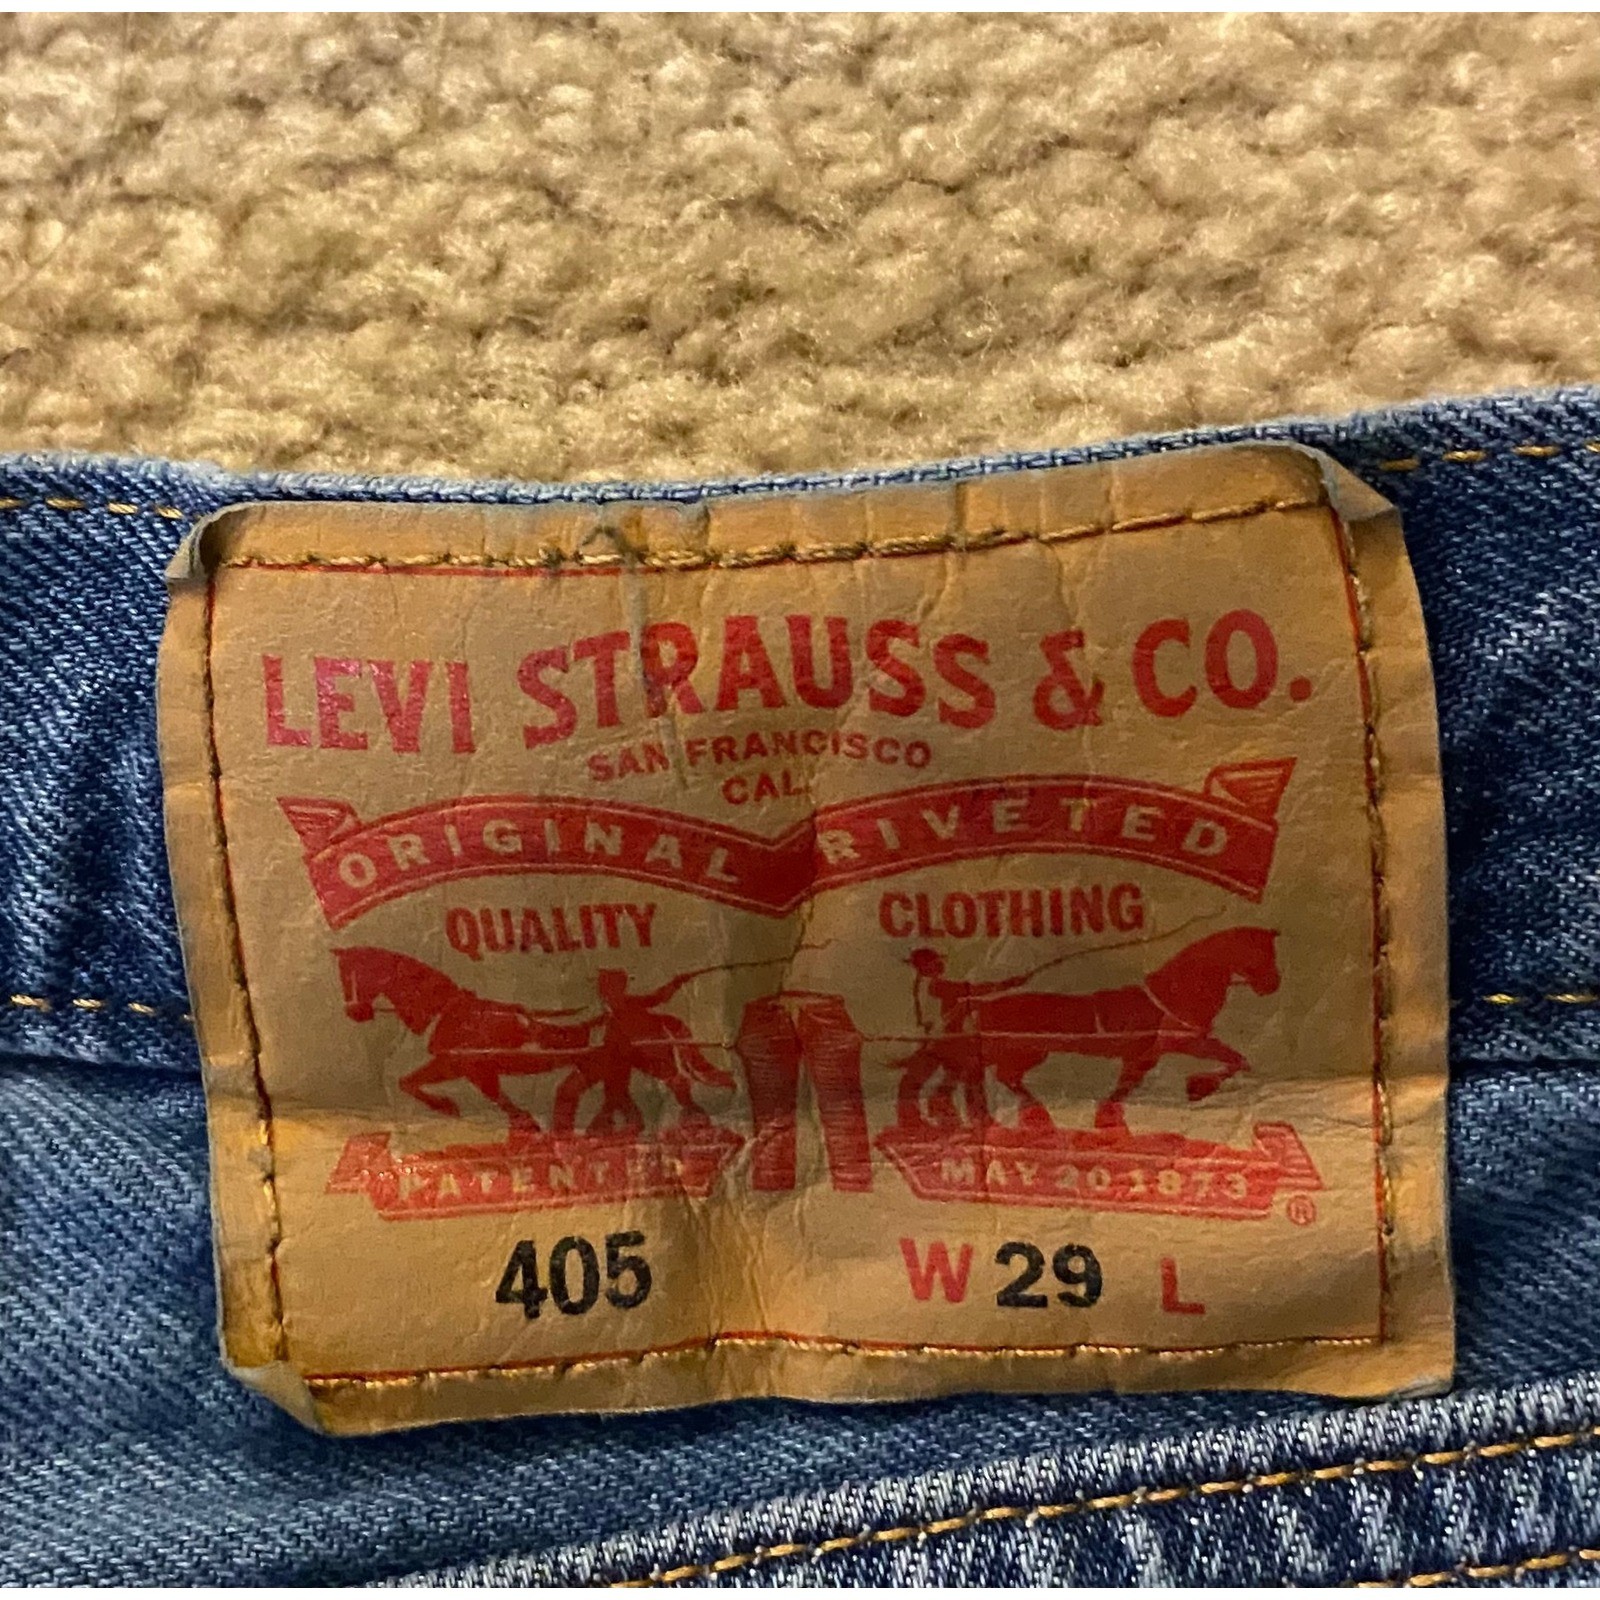 LEVI STRAUSS & CO.
SAN FRANCISCO
CAL.
ORIGINAL RIVETED
QUALITY CLOTHING
PATENTED MAY 20 1873 ®
405 W 29 L